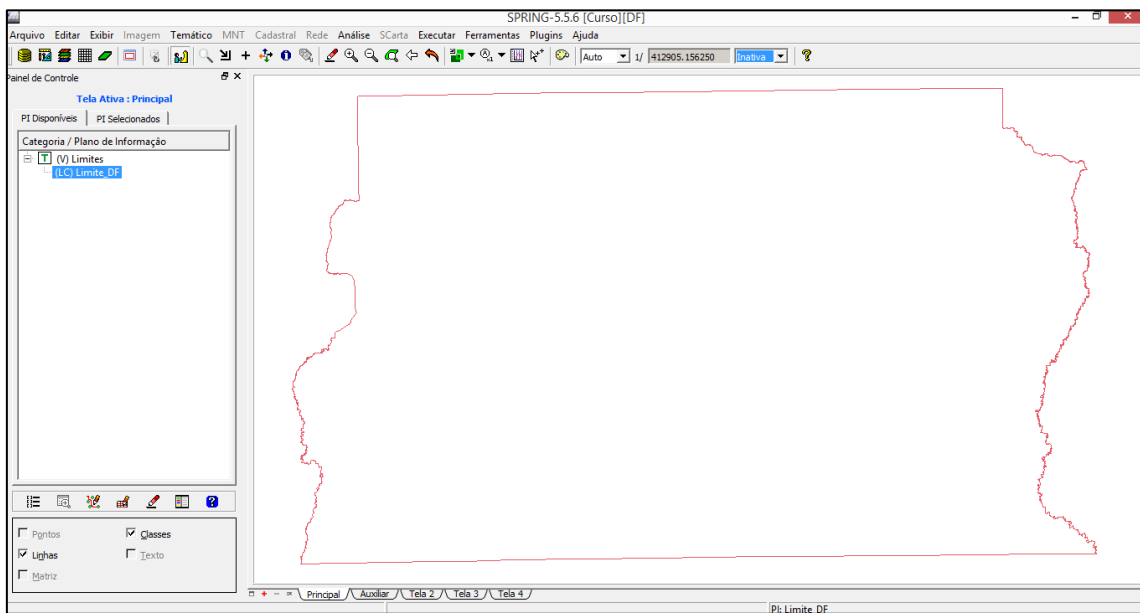 SPRING-5.5.6 [Curso][DF]
Arquivo Editar Exibir Imagem Temático MNT Cadastral Rede Análise SCarta Executar Ferramentas Plugins Ajuda
Auto 1/ 412905.156250 Inativa
Painel de Controle
Tela Ativa : Principal
PI Disponíveis PI Selecionados
Categoria / Plano de Informação
T (V) Limites
(LC) Limite_DF
Pontos Classes
Linhas Texto
Matriz
Principal Auxiliar Tela 2 Tela 3 Tela 4
PI: Limite_DF